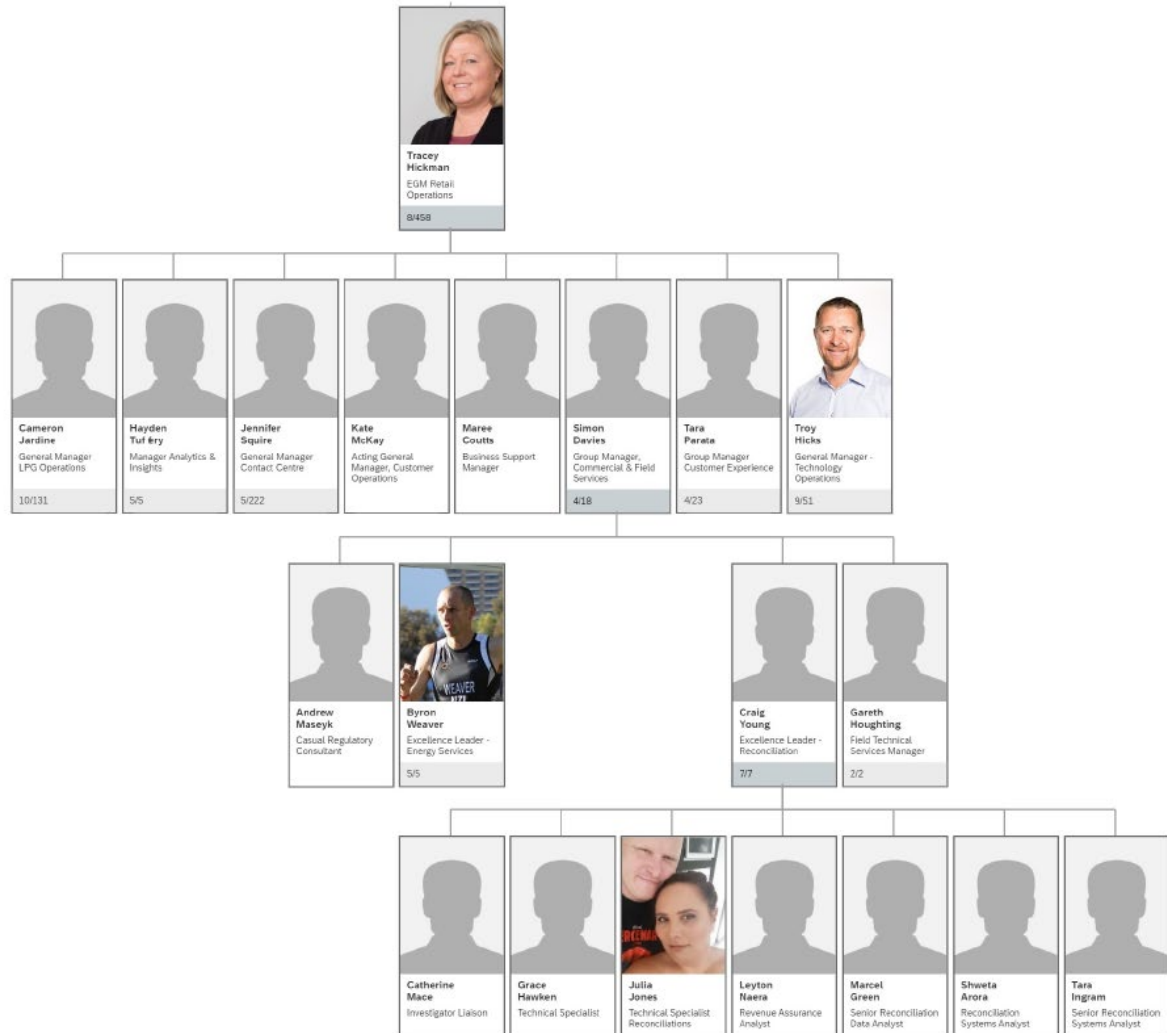 Tracey
Hickman
EGM Retail
Operations
8/458
Cameron
Jardine
General Manager
LPG Operations
10/131
Hayden
Tuffery
Manager Analytics &
Insights
5/5
Jennifer
Squire
General Manager
Contact Centre
5/222
Kate
McKay
Acting General
Manager, Customer
Operations
Maree
Coutts
Business Support
Manager
Simon
Davies
Group Manager,
Commercial & Field
Services
4/18
Tara
Parata
Group Manager
Customer Experience
4/23
Troy
Hicks
General Manager -
Technology
Operations
9/51
Andrew
Maseyk
Casual Regulatory
Consultant
WEAVER
Byron
Weaver
Excellence Leader -
Energy Services
5/5
Craig
Young
Excellence Leader -
Reconciliation
7/7
Gareth
Houghting
Field Technical
Services Manager
2/2
Catherine
Mace
Investigator Liaison
Grace
Hawken
Technical Specialist
Julia
Jones
Technical Specialist
Reconciliations
Leyton
Naera
Revenue Assurance
Analyst
Marcel
Green
Senior Reconciliation
Data Analyst
Shweta
Arora
Reconciliation
Systems Analyst
Tara
Ingram
Senior Reconciliation
Systems Analyst